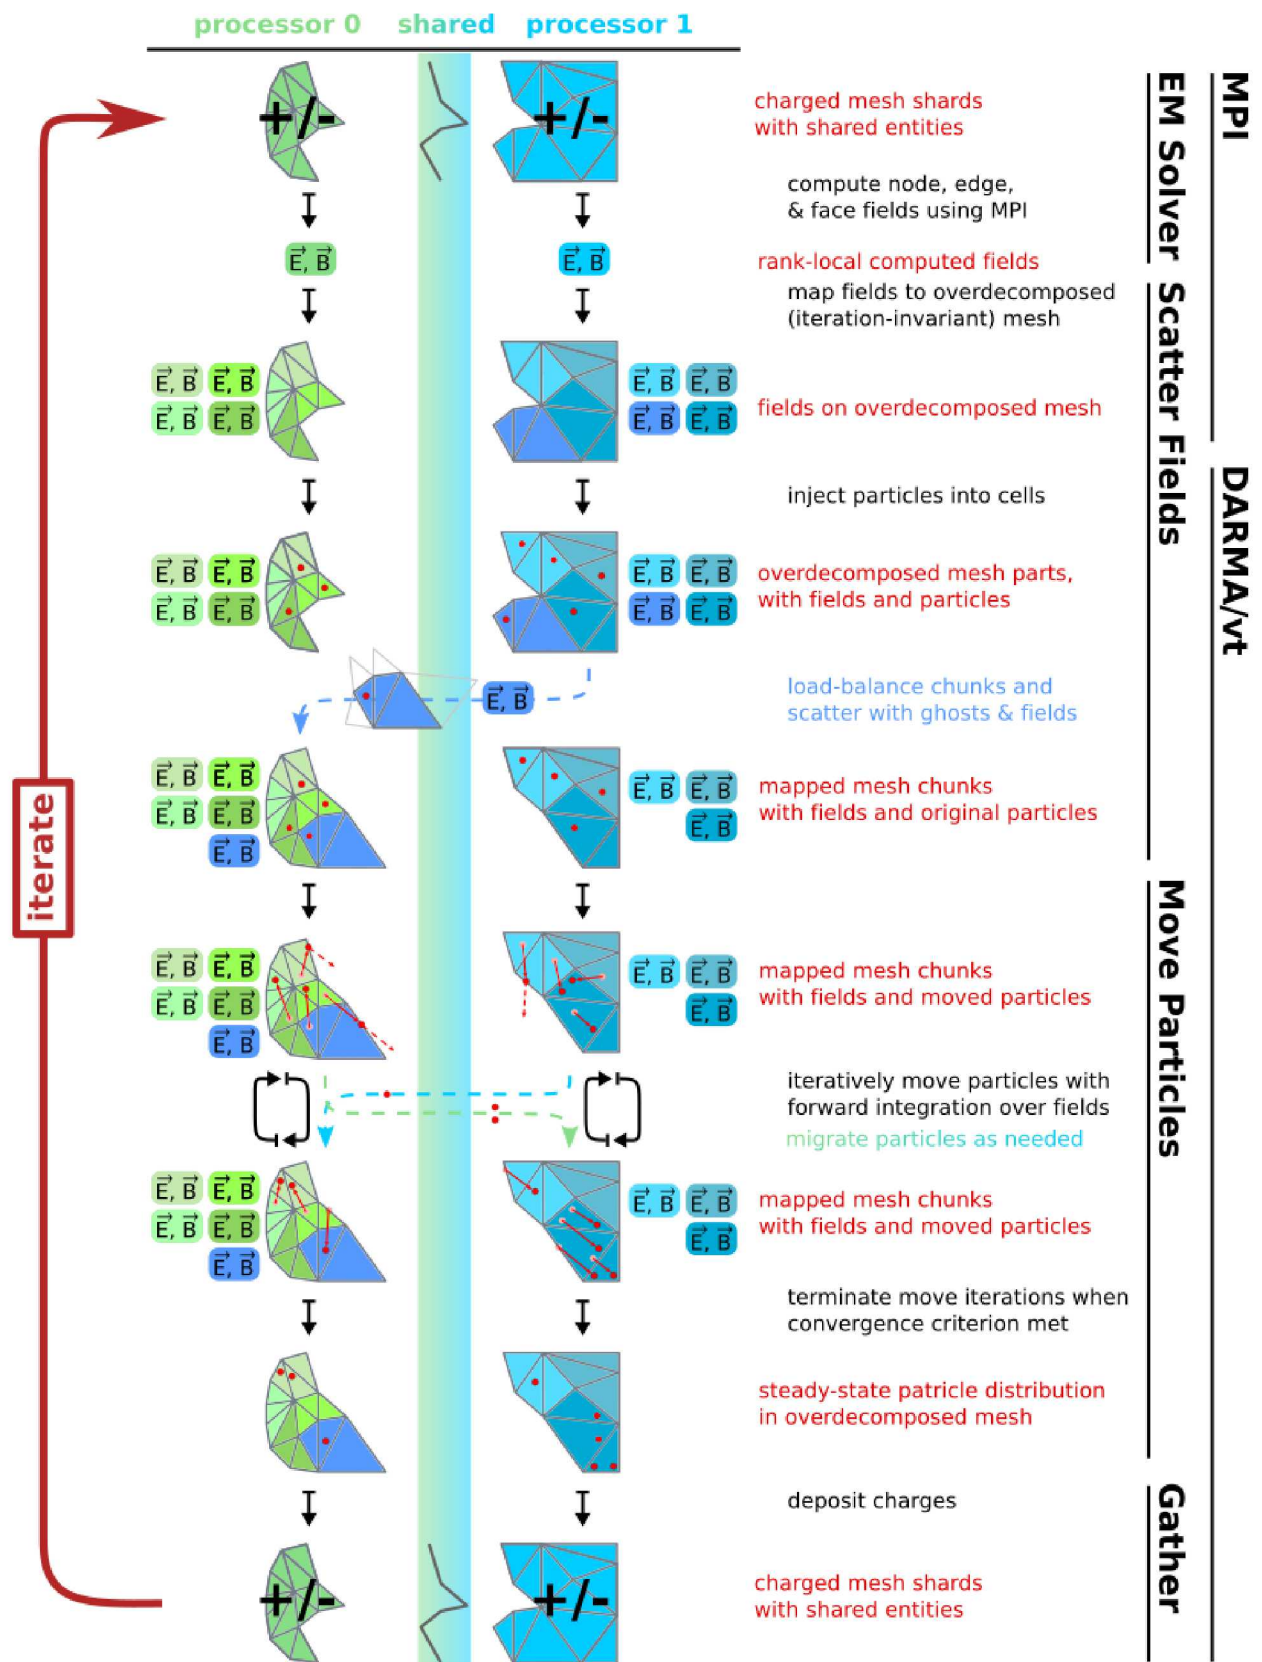 processor 0 shared processor 1
+/- +/-
charged mesh shards
with shared entities
compute node, edge,
& face fields using MPI
E, B E, B
rank-local computed fields
map fields to overdecomposed
(iteration-invariant) mesh
E, B E, B E, B E, B
E, B E, B E, B E, B
fields on overdecomposed mesh
inject particles into cells
E, B E, B E, B E, B
E, B E, B E, B E, B
overdecomposed mesh parts,
with fields and particles
E, B
load-balance chunks and
scatter with ghosts & fields
E, B E, B E, B E, B
E, B E, B E, B
E, B
mapped mesh chunks
with fields and original particles
E, B E, B E, B E, B
E, B E, B E, B
E, B
mapped mesh chunks
with fields and moved particles
iteratively move particles with
forward integration over fields
migrate particles as needed
E, B E, B E, B E, B
E, B E, B E, B
E, B
mapped mesh chunks
with fields and moved particles
terminate move iterations when
convergence criterion met
steady-state patricle distribution
in overdecomposed mesh
deposit charges
+/- +/-
charged mesh shards
with shared entities
iterate
EM Solver
Scatter Fields
Move Particles
Gather
MPI
DARMA/vt